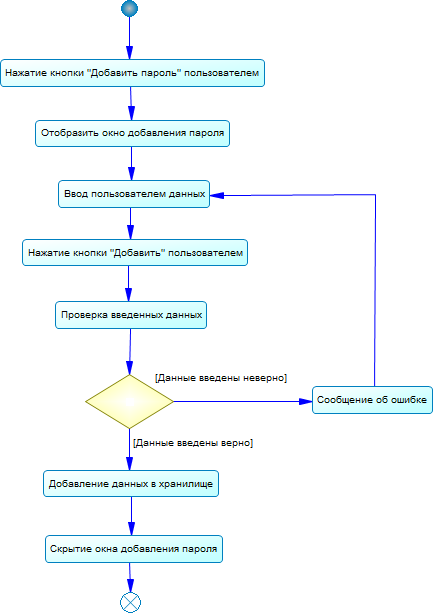 Нажатие кнопки "Добавить пароль" пользователем
Отобразить окно добавления пароля
Ввод пользователем данных
Нажатие кнопки "Добавить" пользователем
Проверка введенных данных
[Данные введены неверно]
Сообщение об ошибке
[Данные введены верно]
Добавление данных в хранилище
Скрытие окна добавления пароля